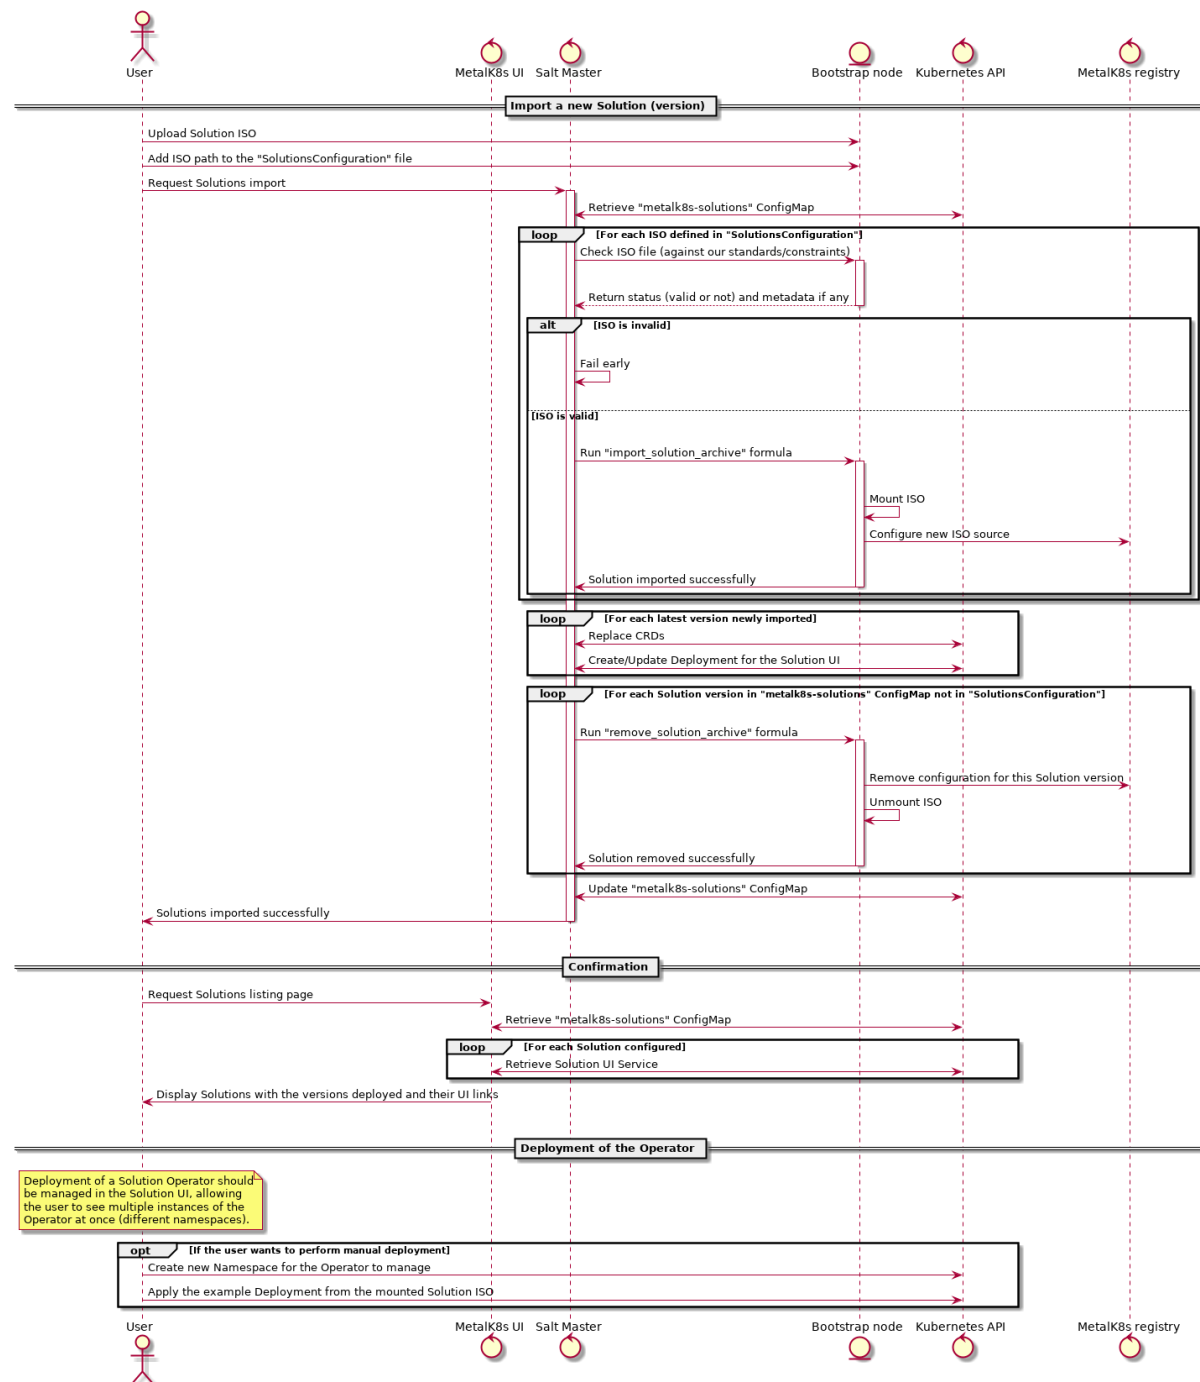 User
MetalK8s UI
Salt Master
Bootstrap node
Kubernetes API
MetalK8s registry
Import a new Solution (version)
Upload Solution ISO
Add ISO path to the "SolutionsConfiguration" file
Request Solutions import
Retrieve "metalk8s-solutions" ConfigMap
loop
[For each ISO defined in "SolutionsConfiguration"]
Check ISO file (against our standards/constraints)
Return status (valid or not) and metadata if any
alt
[ISO is invalid]
Fail early
[ISO is valid]
Run "import_solution_archive" formula
Mount ISO
Configure new ISO source
Solution imported successfully
loop
[For each latest version newly imported]
Replace CRDs
Create/Update Deployment for the Solution UI
loop
[For each Solution version in "metalk8s-solutions" ConfigMap not in "SolutionsConfiguration"]
Run "remove_solution_archive" formula
Remove configuration for this Solution version
Unmount ISO
Solution removed successfully
Update "metalk8s-solutions" ConfigMap
Solutions imported successfully
Confirmation
Request Solutions listing page
Retrieve "metalk8s-solutions" ConfigMap
loop
[For each Solution configured]
Retrieve Solution UI Service
Display Solutions with the versions deployed and their UI links
Deployment of the Operator
Deployment of a Solution Operator should
be managed in the Solution UI, allowing
the user to see multiple instances of the
Operator at once (different namespaces).
opt
[If the user wants to perform manual deployment]
Create new Namespace for the Operator to manage
Apply the example Deployment from the mounted Solution ISO
User
MetalK8s UI
Salt Master
Bootstrap node
Kubernetes API
MetalK8s registry